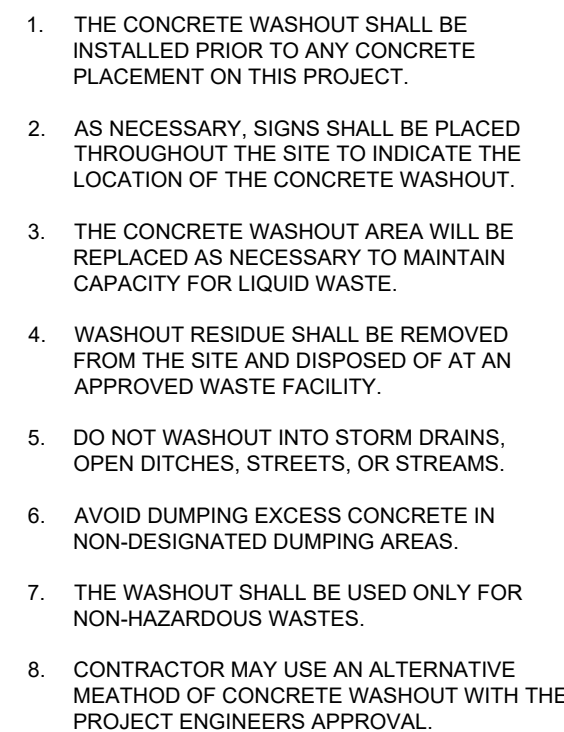 1. THE CONCRETE WASHOUT SHALL BE
INSTALLED PRIOR TO ANY CONCRETE
PLACEMENT ON THIS PROJECT.
2. AS NECESSARY, SIGNS SHALL BE PLACED
THROUGHOUT THE SITE TO INDICATE THE
LOCATION OF THE CONCRETE WASHOUT.
3. THE CONCRETE WASHOUT AREA WILL BE
REPLACED AS NECESSARY TO MAINTAIN
CAPACITY FOR LIQUID WASTE.
4. WASHOUT RESIDUE SHALL BE REMOVED
FROM THE SITE AND DISPOSED OF AT AN
APPROVED WASTE FACILITY.
5. DO NOT WASHOUT INTO STORM DRAINS,
OPEN DITCHES, STREETS, OR STREAMS.
6. AVOID DUMPING EXCESS CONCRETE IN
NON-DESIGNATED DUMPING AREAS.
7. THE WASHOUT SHALL BE USED ONLY FOR
NON-HAZARDOUS WASTES.
8. CONTRACTOR MAY USE AN ALTERNATIVE
MEATHOD OF CONCRETE WASHOUT WITH THE
PROJECT ENGINEERS APPROVAL.